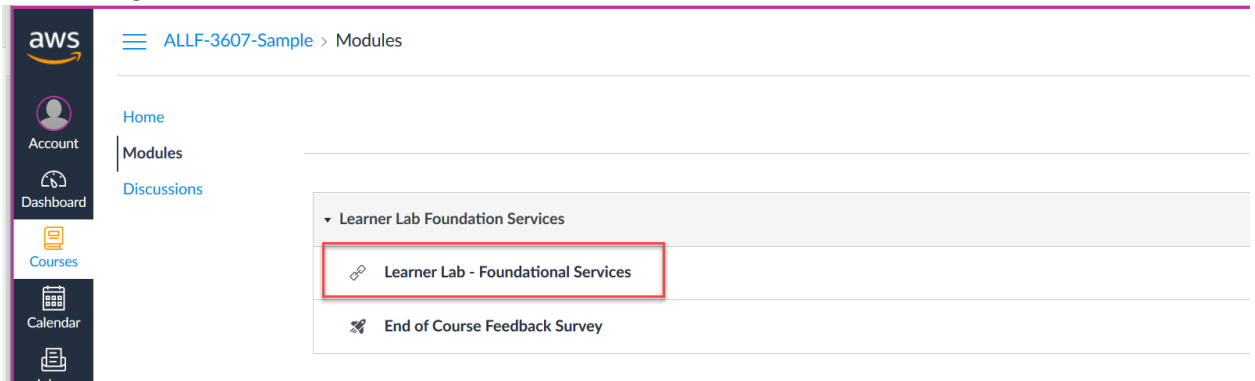 aws
ALLF-3607-Sample > Modules
Account
Dashboard
Courses
Calendar
Home
Modules
Discussions
Learner Lab Foundation Services
Learner Lab - Foundational Services
End of Course Feedback Survey